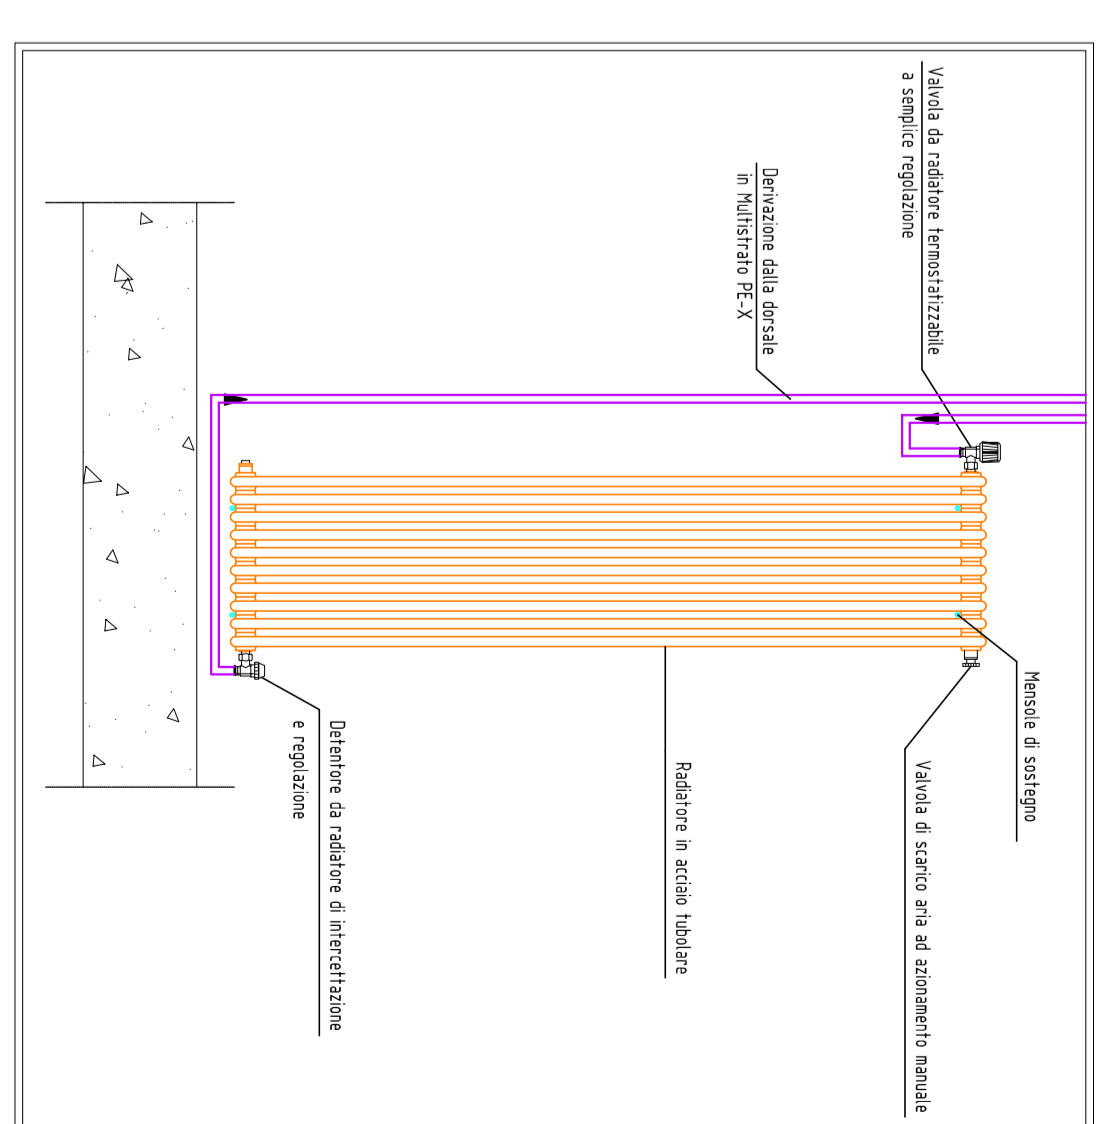 Valvola da radiatore termostatizzabile
a semplice regolazione
Derivazione dalla dorsale
in Multistrato PE-X
Mensole di sostegno
Valvola di scarico aria ad azionamento manuale
Radiatore in acciaio tubolare
Detentore da radiatore di intercettazione
e regolazione